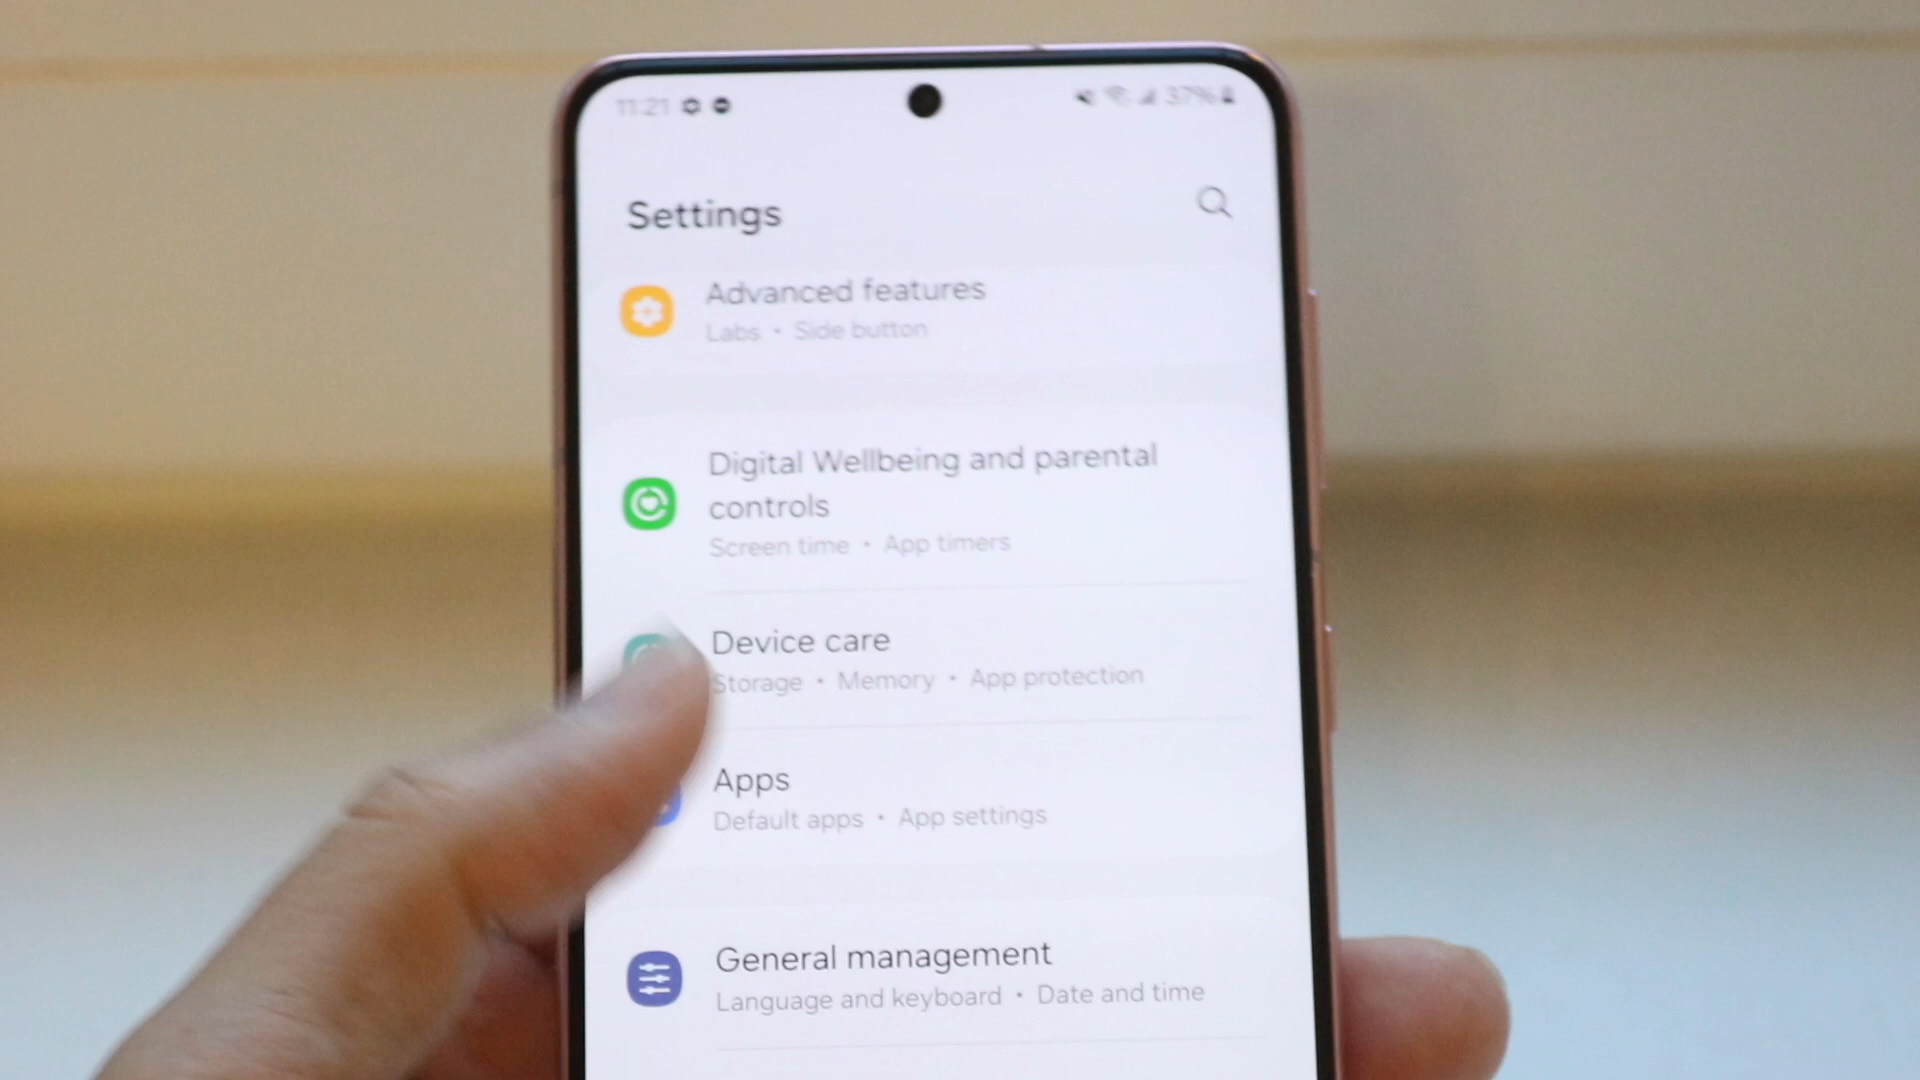 11:21 37%
Settings
Advanced features
Labs • Side button
Digital Wellbeing and parental
controls
Screen time • App timers
Device care
Storage • Memory • App protection
Apps
Default apps • App settings
General management
Language and keyboard • Date and time